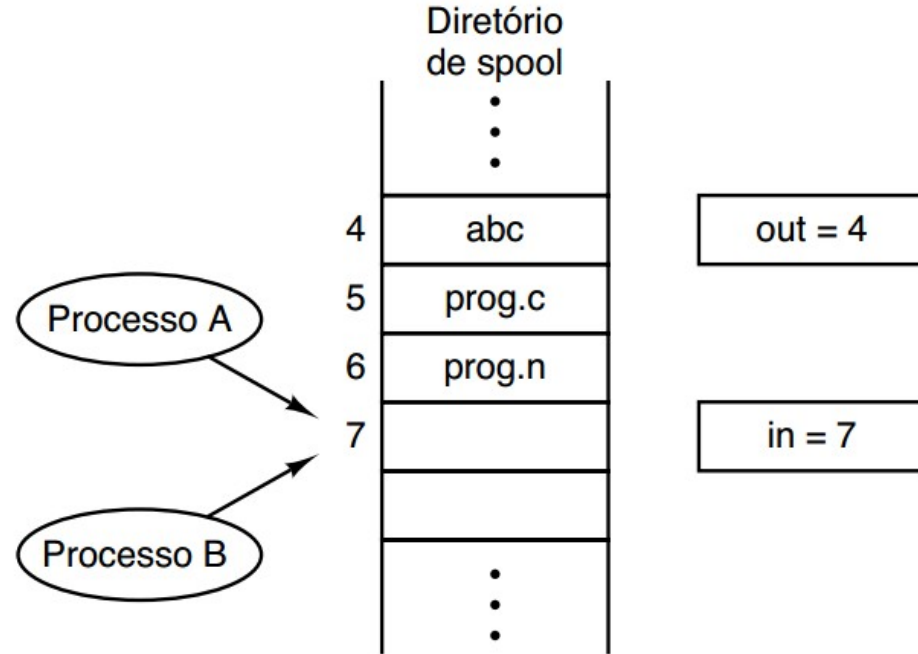 Diretório
de spool
4 abc out = 4
Processo A 5 prog.c
6 prog.n
7 in = 7
Processo B